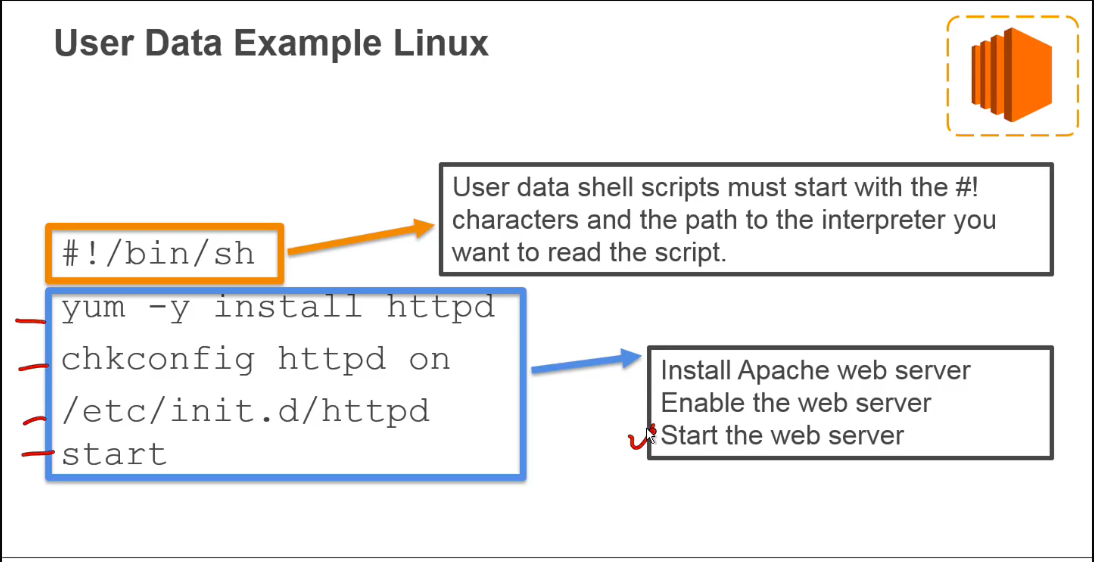 User Data Example Linux
User data shell scripts must start with the #!
characters and the path to the interpreter you
want to read the script.
#!/bin/sh
yum -y install httpd
chkconfig httpd on
/etc/init.d/httpd
start
Install Apache web server
Enable the web server
Start the web server